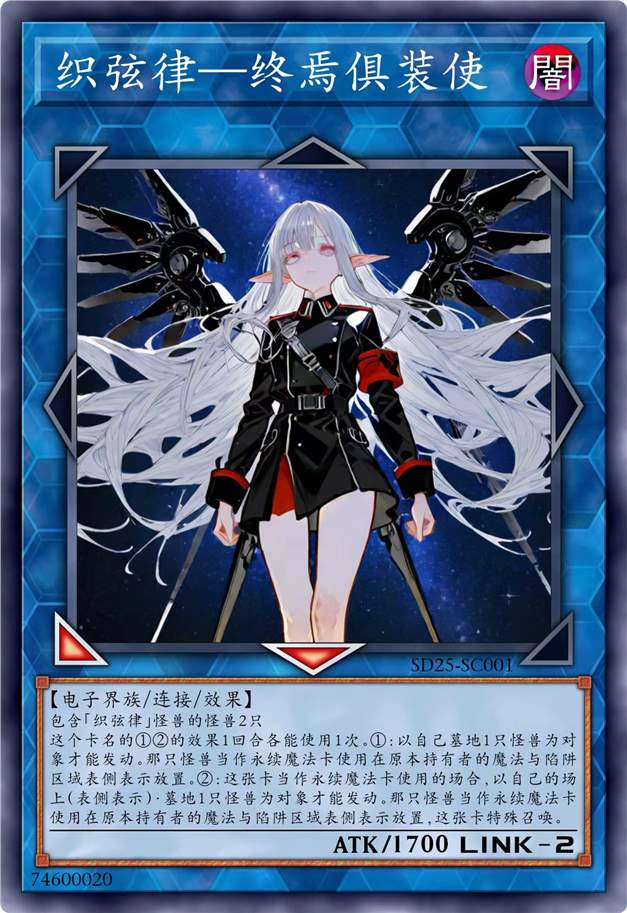 织弦律—终焉俱装使
闇
SD25-SC001
【电子界族/连接/效果】
包含「织弦律」怪兽的怪兽2只
这个卡名的①②的效果1回合各能使用1次。①:以自己墓地1只怪兽为对
象才能发动。那只怪兽当作永续魔法卡使用在原本持有者的魔法与陷阱
区域表侧表示放置。②:这张卡当作永续魔法卡使用的场合,以自己的场
上(表侧表示)·墓地1只怪兽为对象才能发动。那只怪兽当作永续魔法卡
使用在原本持有者的魔法与陷阱区域表侧表示放置,这张卡特殊召唤。
ATK/1700 LINK-2
74600020